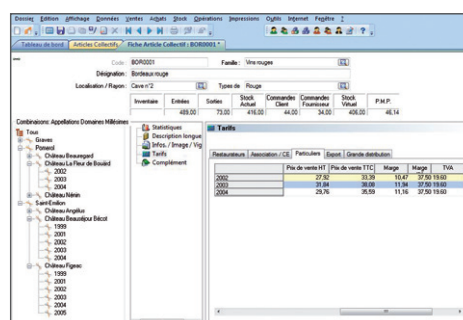 Dossier Edition Affichage Données Ventes Achats Stock Opérations Impressions Outils Internet Fenêtre ?
Tableau de bord Articles Collectifs Fiche Article Collectif : BOR0001 *
Code: BOR0001 Famille: Vins rouges
Désignation: Bordeaux rouge
Localisation / Rayon: Cave n°2 Types de Rouge
Inventaire Entrées Sorties Stock Actuel Commandes Client Commandes Fournisseur Stock Virtuel P.M.P.
489,00 73,00 416,00 44,00 34,00 406,00 46,14
Combinaisons: Appellations Domaines Millésimes
Tous
Graves
Pomerol
Château Beauregard
Château La Fleur de Bouärd
2002
2003
2004
Château Nénin
Saint-Emilion
Château Angélus
Château Beauséjour Bécot
1999
2001
2002
2003
2004
Château Figeac
1999
2001
2002
2003
2004
2005
Statistiques
Description longue
Infos. / Image / Vig
Tarifs
Complément
Tarifs
Restaurateurs Association / CE Particuliers Export Grande distribution
Prix de vente HT Prix de vente TTC Marge Marge TVA
2002 27,92 33,39 10,47 37,50 19.60
2003 31,84 38,08 11,94 37,50 19.60
2004 29,76 35,59 11,16 37,50 19.60